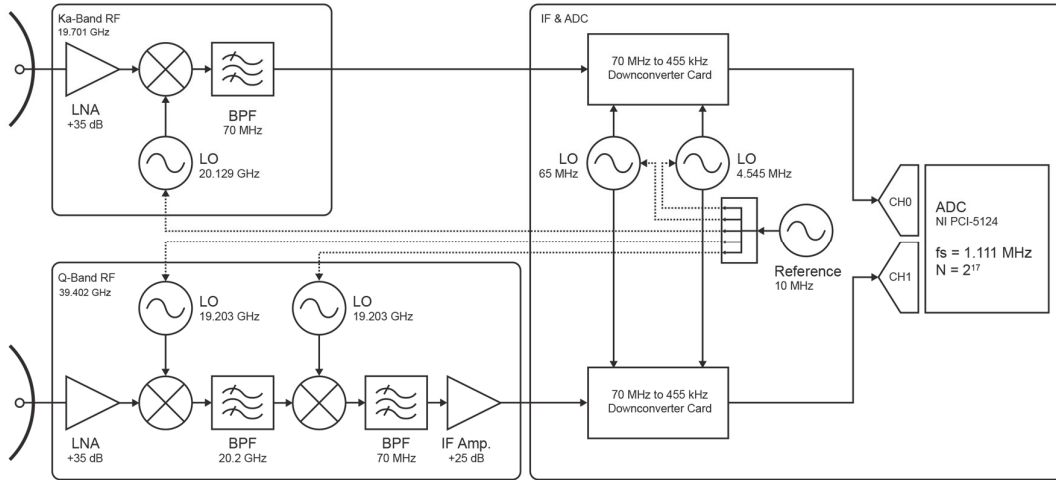 Ka-Band RF
19.701 GHz
LNA
+35 dB
BPF
70 MHz
LO
20.129 GHz
IF & ADC
70 MHz to 455 kHz
Downconverter Card
LO
65 MHz
LO
4.545 MHz
Reference
10 MHz
CH0
CH1
ADC
NI PCI-5124
fs = 1.111 MHz
N = 2¹⁷
Q-Band RF
39.402 GHz
LO
19.203 GHz
LO
19.203 GHz
LNA
+35 dB
BPF
20.2 GHz
BPF
70 MHz
IF Amp.
+25 dB
70 MHz to 455 kHz
Downconverter Card